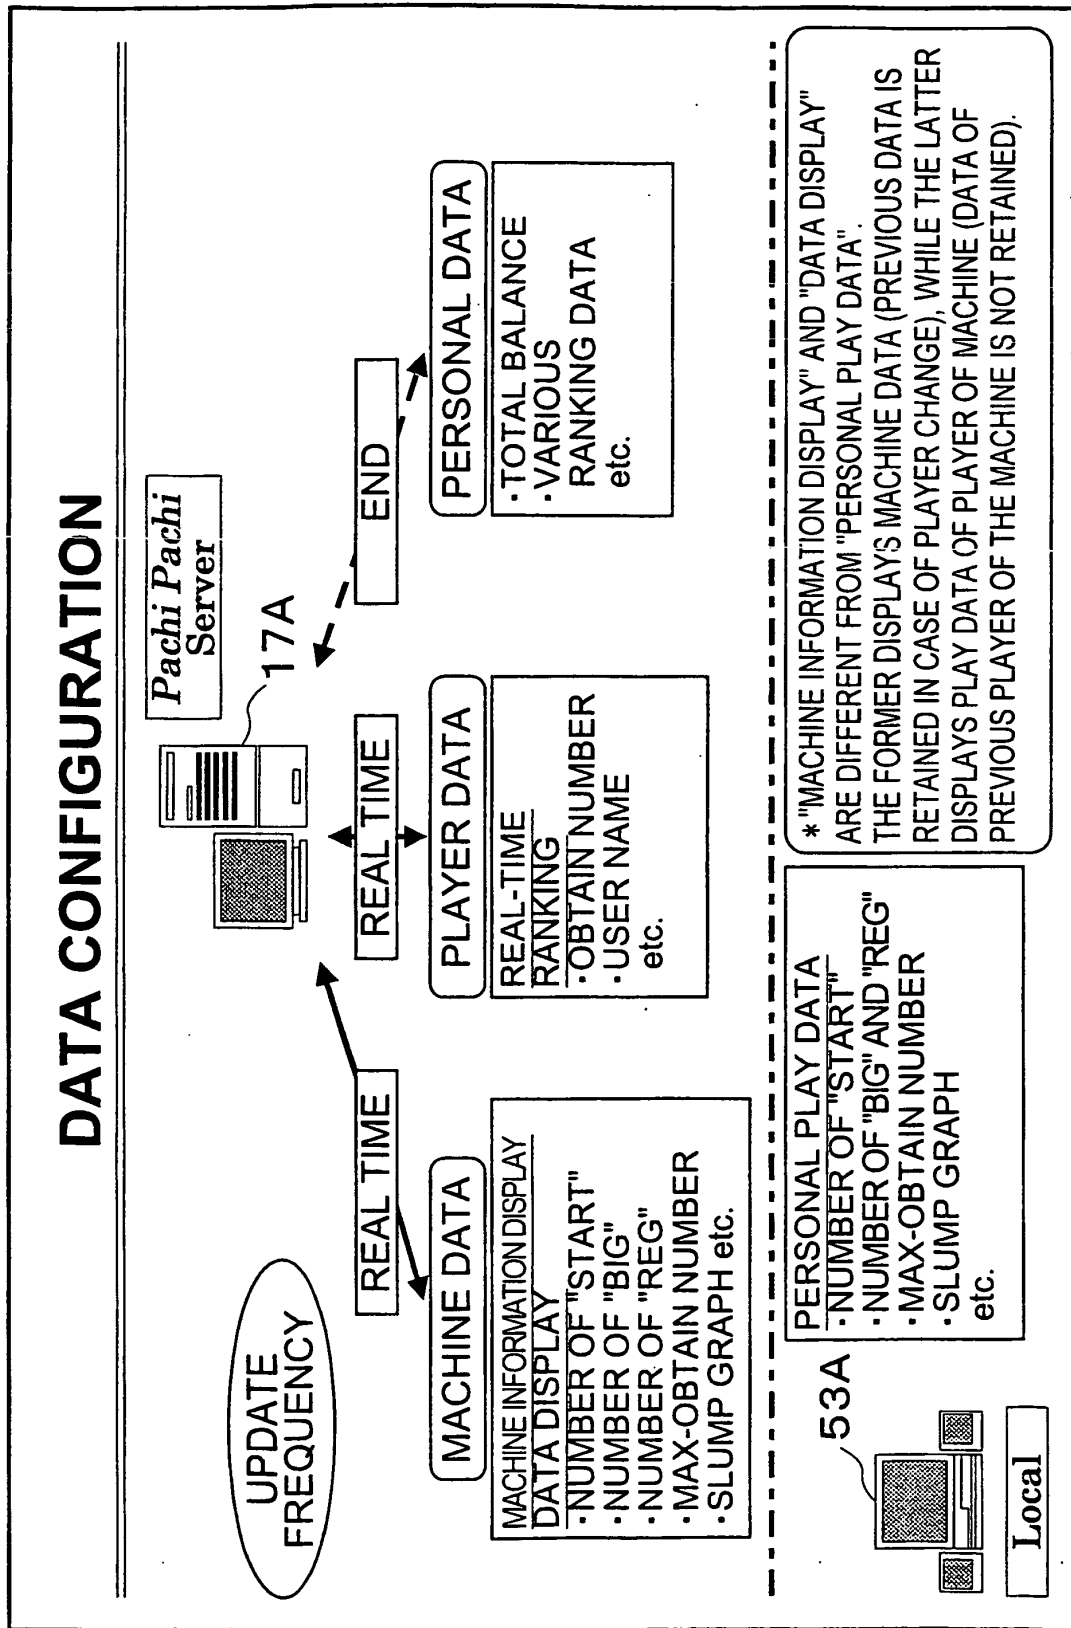 DATA CONFIGURATION
Pachi Pachi
Server
17A
UPDATE
FREQUENCY
REAL TIME
REAL TIME
END
MACHINE DATA
MACHINE INFORMATION DISPLAY
DATA DISPLAY
·NUMBER OF "START"
·NUMBER OF "BIG"
·NUMBER OF "REG"
·MAX-OBTAIN NUMBER
·SLUMP GRAPH etc.
PLAYER DATA
REAL-TIME
RANKING
·OBTAIN NUMBER
·USER NAME
etc.
PERSONAL DATA
·TOTAL BALANCE
·VARIOUS
RANKING DATA
etc.
53A
Local
PERSONAL PLAY DATA
·NUMBER OF "START"
·NUMBER OF "BIG" AND "REG"
·MAX-OBTAIN NUMBER
·SLUMP GRAPH
etc.
*"MACHINE INFORMATION DISPLAY" AND "DATA DISPLAY"
ARE DIFFERENT FROM "PERSONAL PLAY DATA".
THE FORMER DISPLAYS MACHINE DATA (PREVIOUS DATA IS
RETAINED IN CASE OF PLAYER CHANGE), WHILE THE LATTER
DISPLAYS PLAY DATA OF PLAYER OF MACHINE (DATA OF
PREVIOUS PLAYER OF THE MACHINE IS NOT RETAINED).